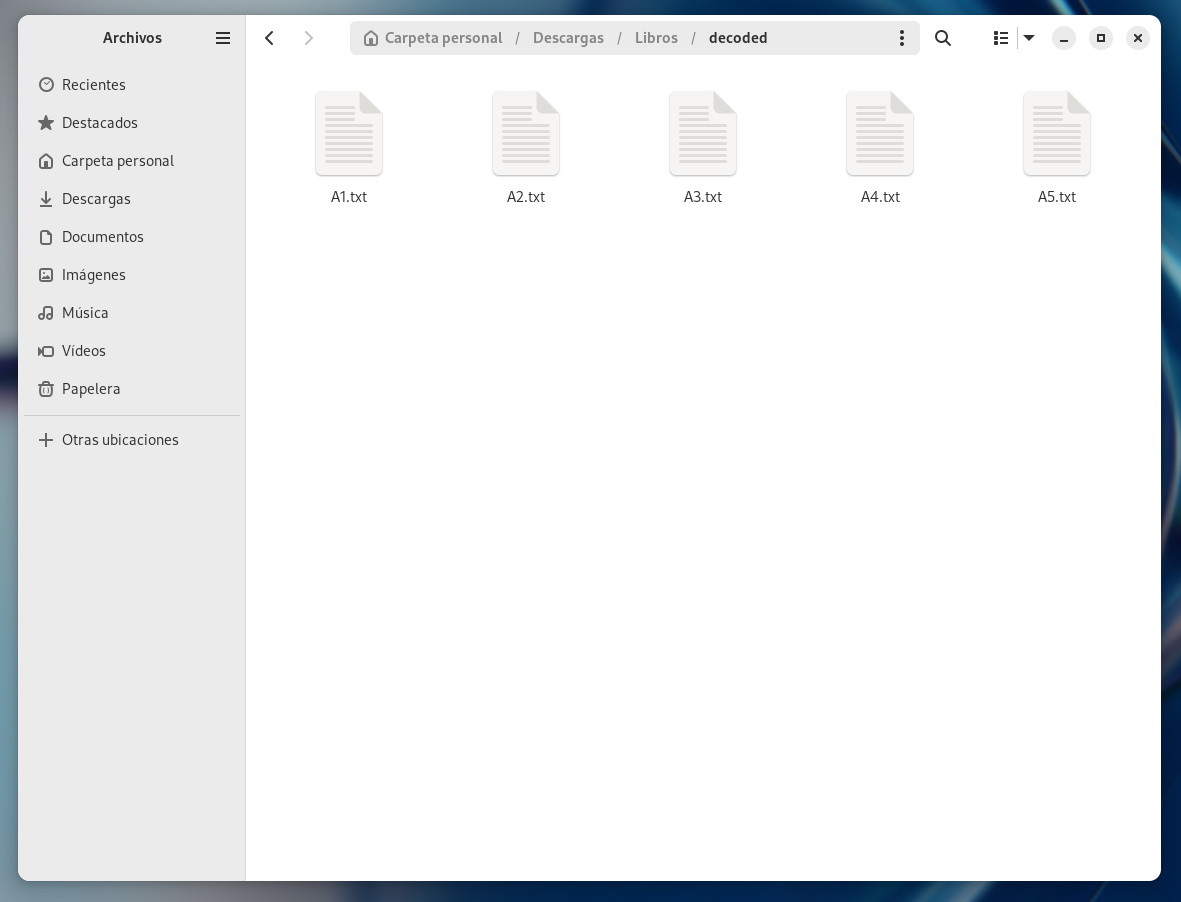 Archivos
Carpeta personal / Descargas / Libros / decoded
Recientes
Destacados
Carpeta personal
Descargas
Documentos
Imágenes
Música
Vídeos
Papelera
Otras ubicaciones
A1.txt
A2.txt
A3.txt
A4.txt
A5.txt